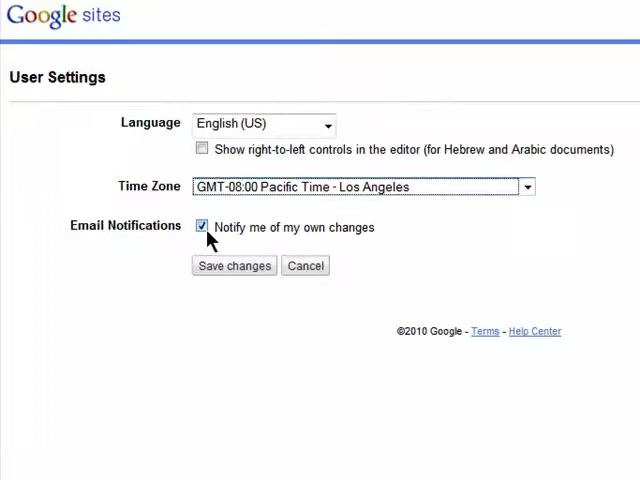 Google sites
User Settings
Language English (US)
Show right-to-left controls in the editor (for Hebrew and Arabic documents)
Time Zone GMT-08:00 Pacific Time - Los Angeles
Email Notifications Notify me of my own changes
Save changes Cancel
©2010 Google - Terms - Help Center